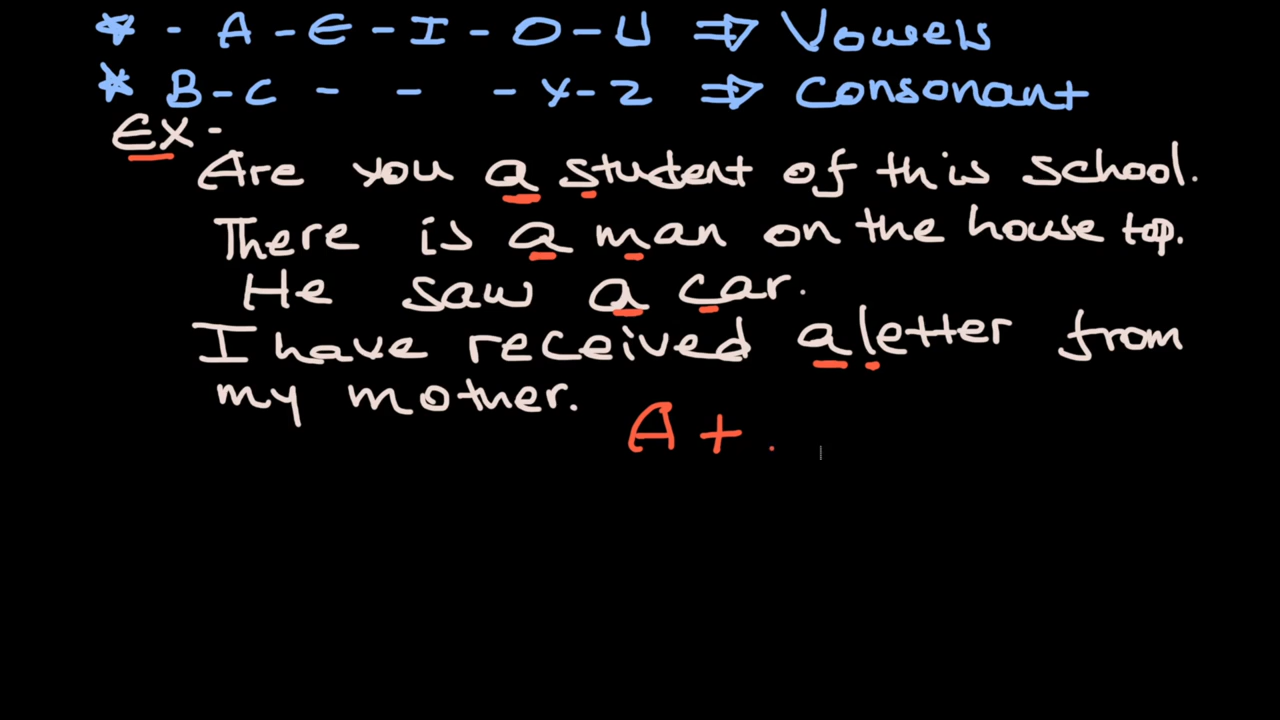 * - A - E - I - O - U ⇒ Vowels
* B - C - - - Y - Z ⇒ Consonant
EX -
Are you a student of this school.
There is a man on the house top.
He saw a car.
I have received a letter from
my mother.
A + .